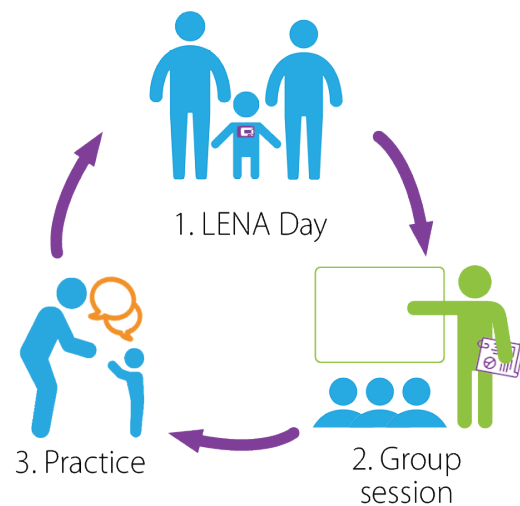 1. LENA Day
3. Practice
2. Group
session